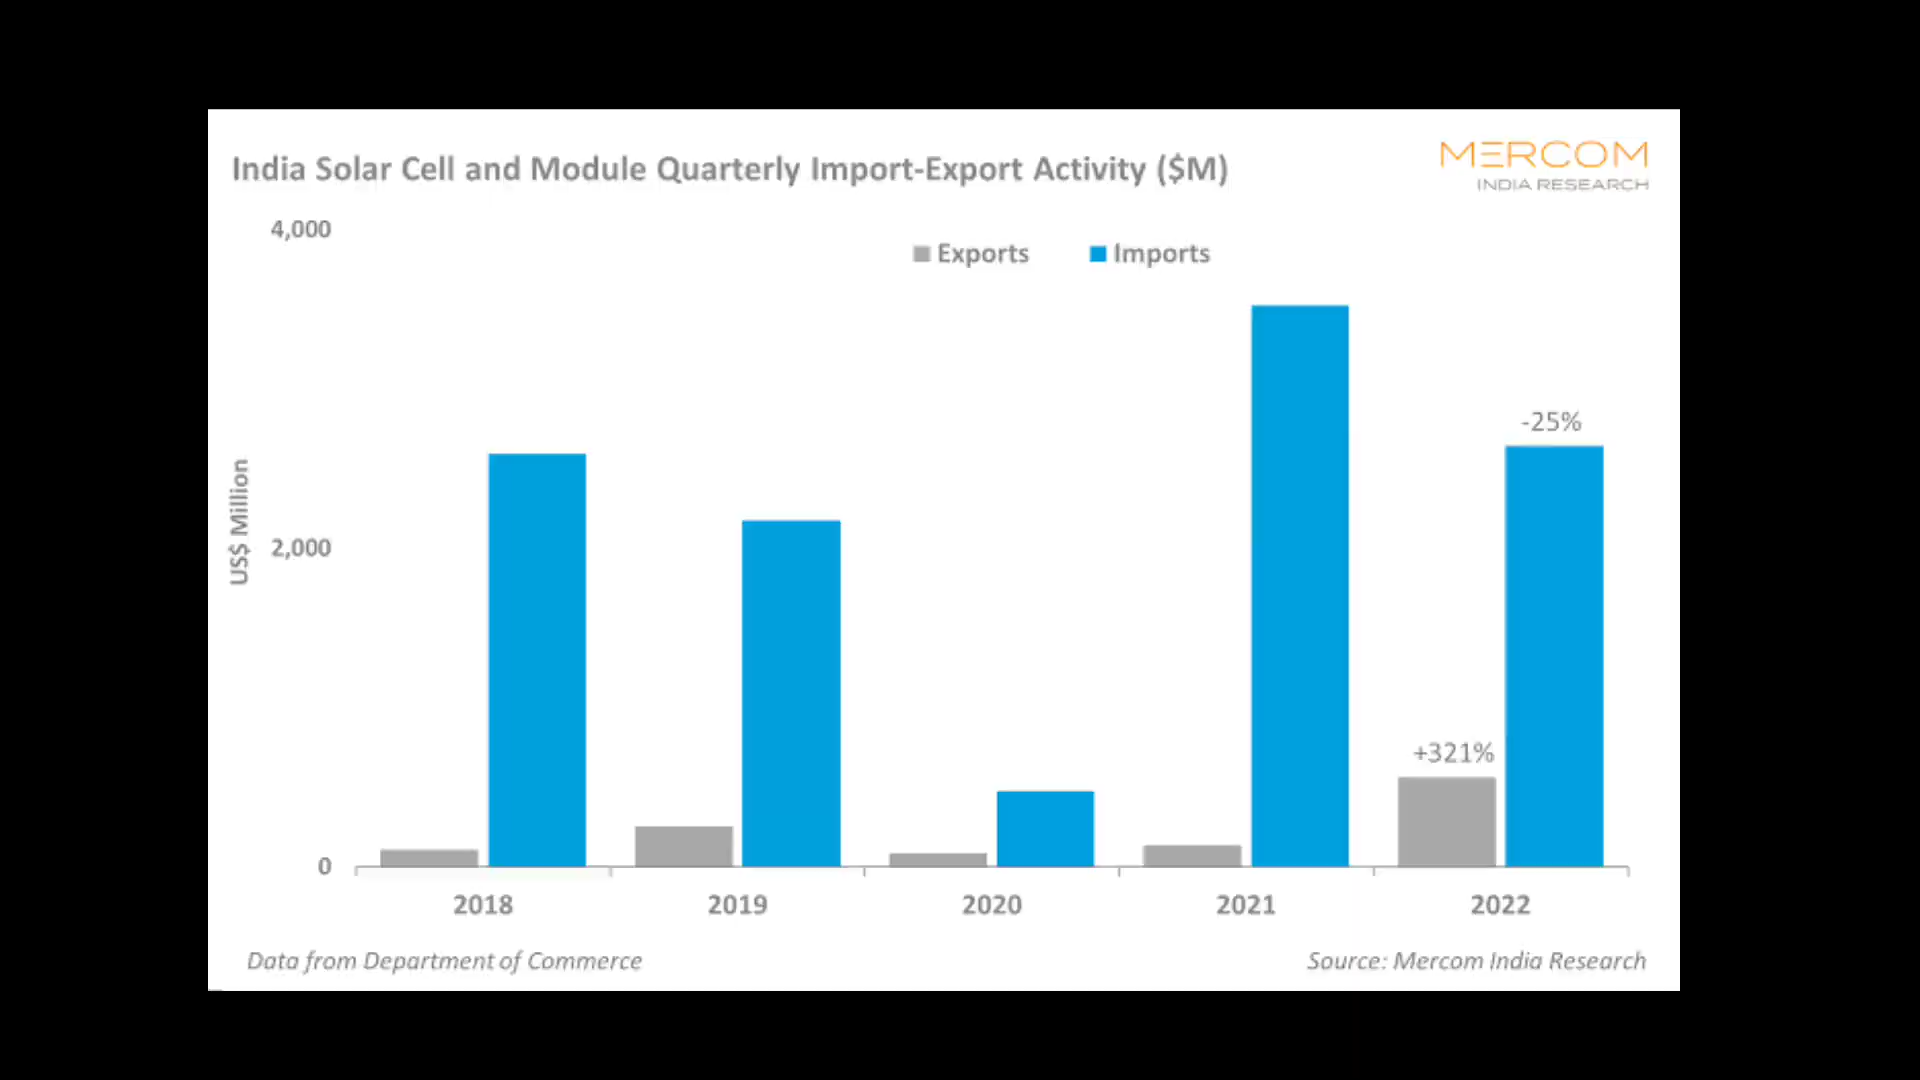 India Solar Cell and Module Quarterly Import-Export Activity ($M)
MERCOM
INDIA RESEARCH
4,000
Exports
Imports
-25%
US$ Million
2,000
+321%
0
2018
2019
2020
2021
2022
Data from Department of Commerce
Source: Mercom India Research